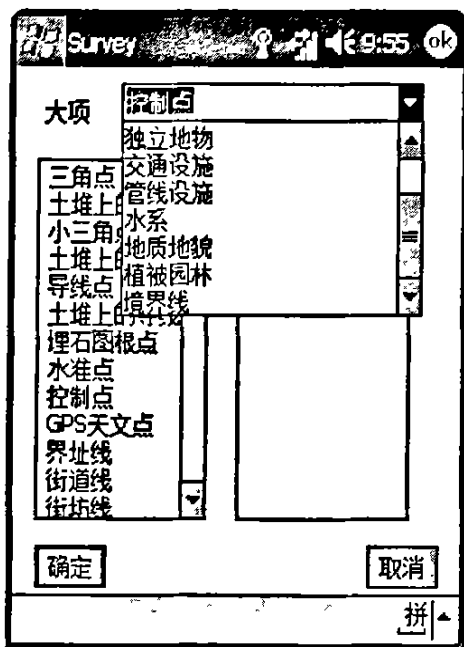 Survey 9:55 ok
大项 控制点
独立地物
交通设施
管线设施
水系
地质地貌
植被园林
境界线
三角点
土堆上的
小三角
土堆上
导线点
土堆上的
埋石图根点
水准点
控制点
GPS天文点
界址线
街道线
街坊线
确定 取消
拼